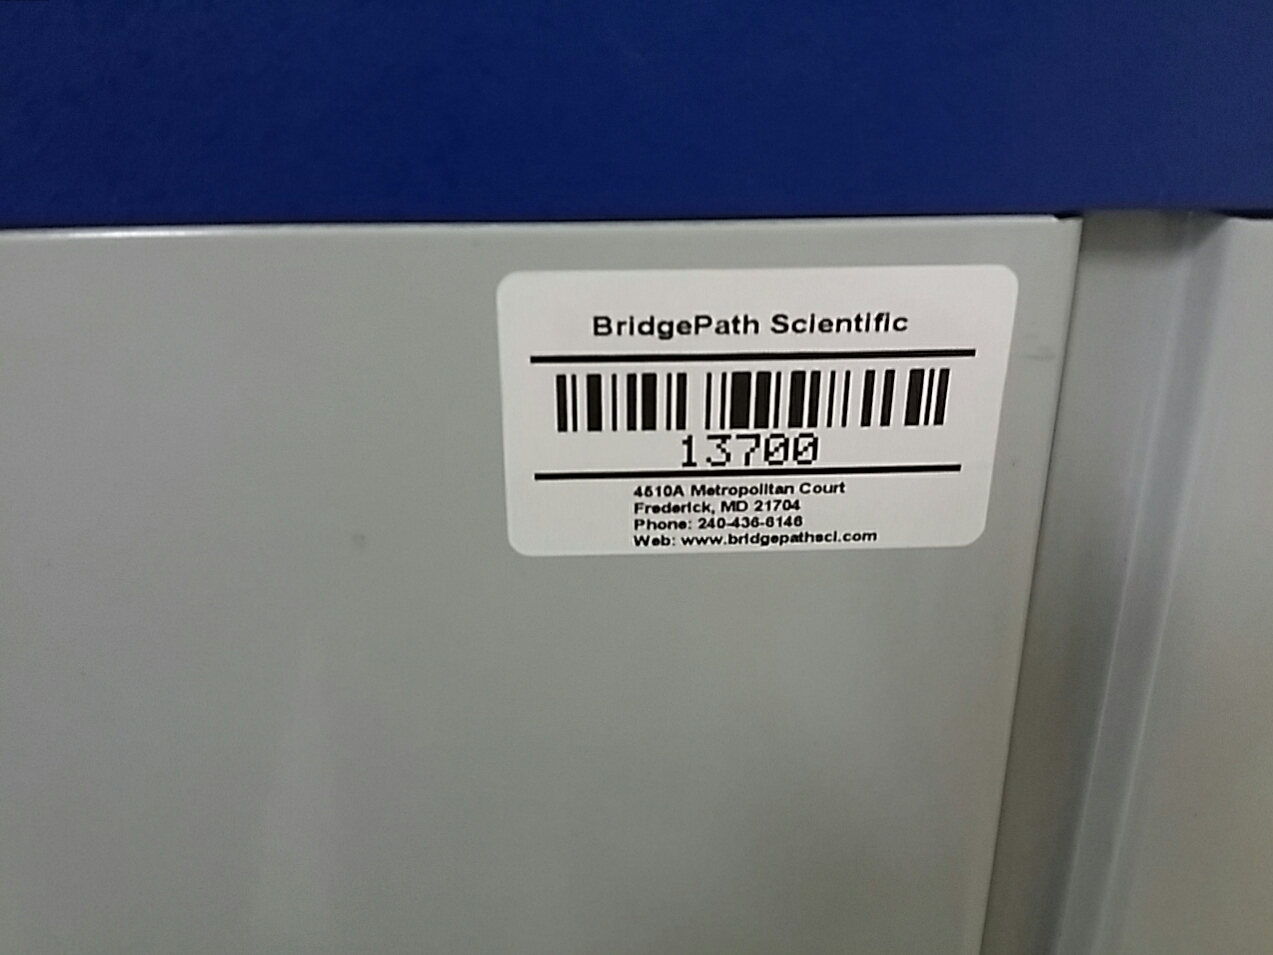 BridgePath Scientific
13700
4510A Metropolitan Court
Frederick, MD 21704
Phone: 240-436-6146
Web: www.bridgepathsci.com